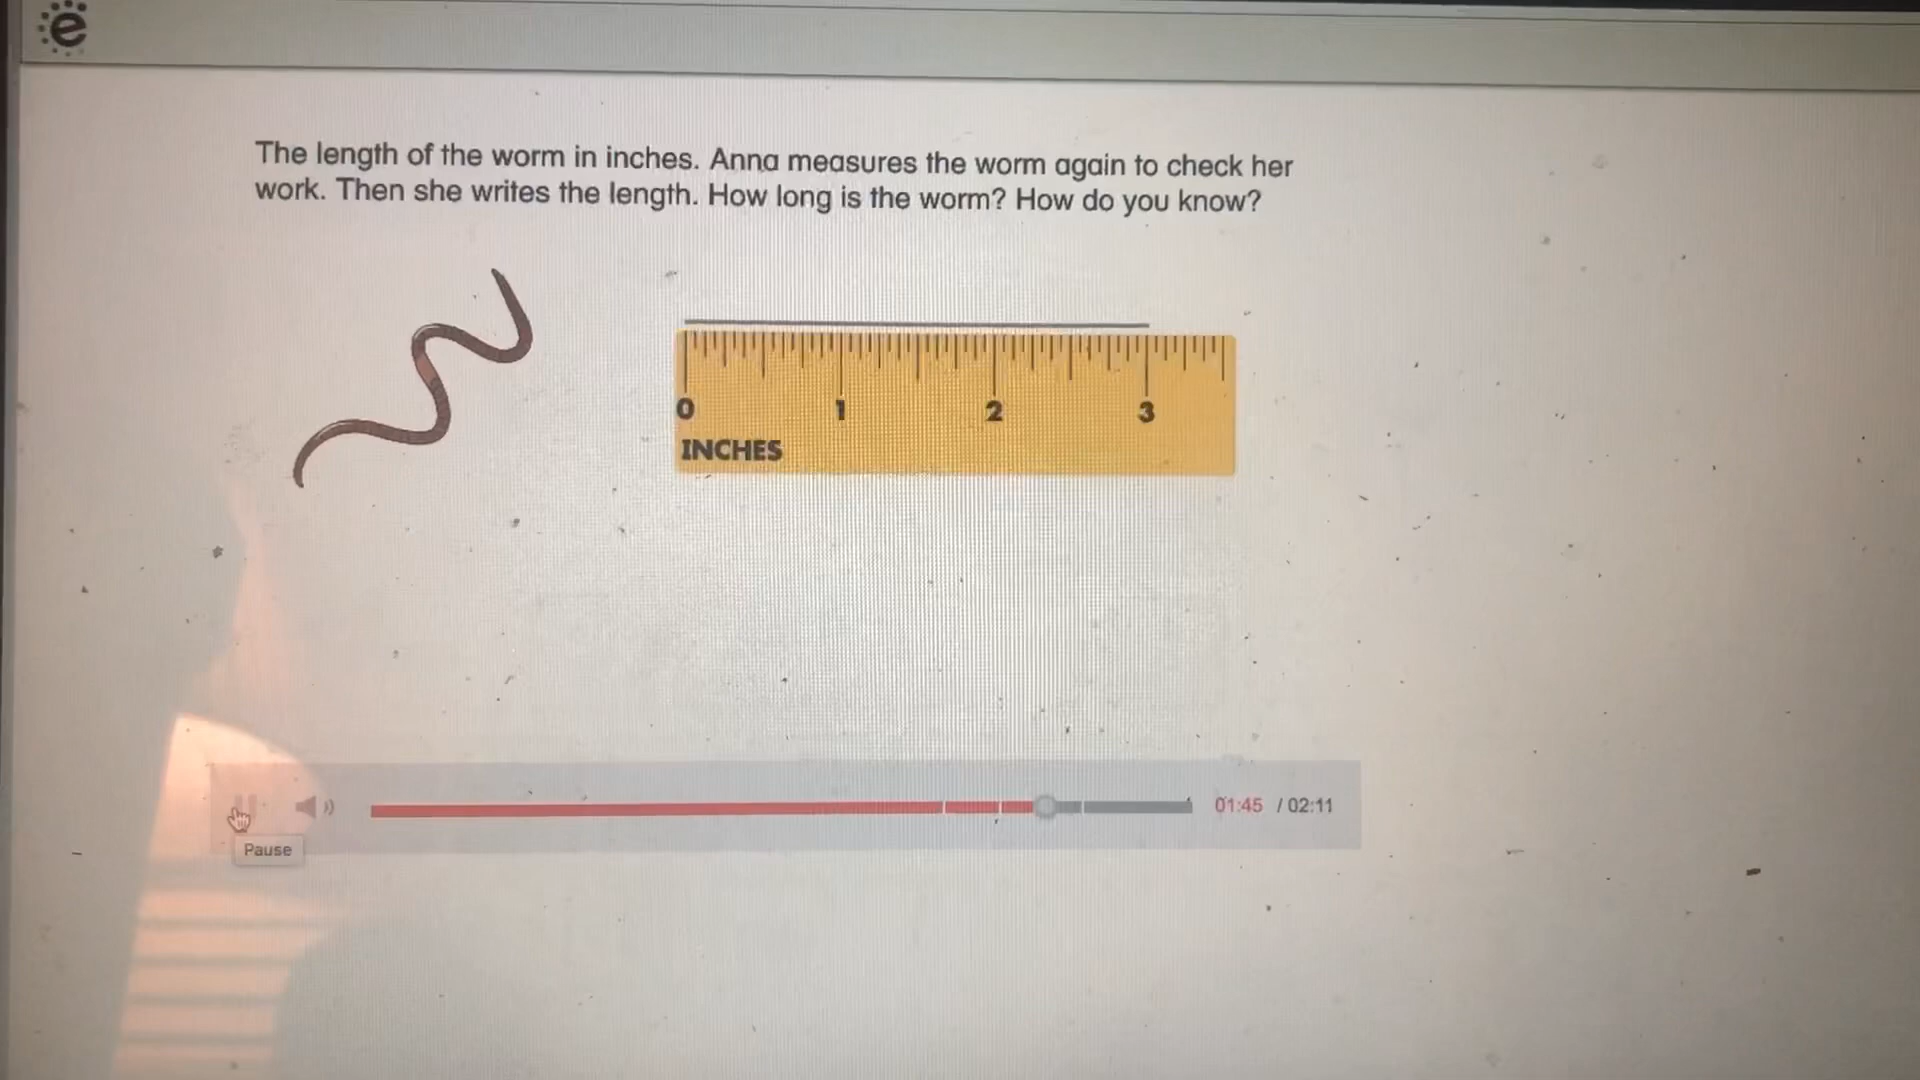 e
The length of the worm in inches. Anna measures the worm again to check her
work. Then she writes the length. How long is the worm? How do you know?
0 1 2 3
INCHES
01:45 / 02:11
Pause